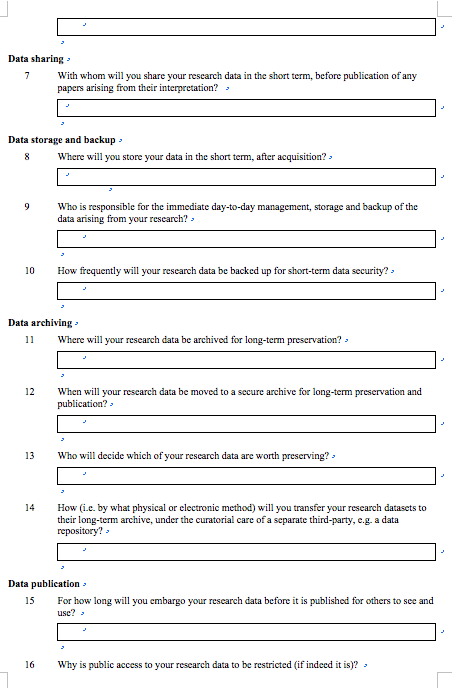 Data sharing
7 With whom will you share your research data in the short term, before publication of any
papers arising from their interpretation?
Data storage and backup
8 Where will you store your data in the short term, after acquisition?
9 Who is responsible for the immediate day-to-day management, storage and backup of the
data arising from your research?
10 How frequently will your research data be backed up for short-term data security?
Data archiving
11 Where will your research data be archived for long-term preservation?
12 When will your research data be moved to a secure archive for long-term preservation and
publication?
13 Who will decide which of your research data are worth preserving?
14 How (i.e. by what physical or electronic method) will you transfer your research datasets to
their long-term archive, under the curatorial care of a separate third-party, e.g. a data
repository?
Data publication
15 For how long will you embargo your research data before it is published for others to see and
use?
16 Why is public access to your research data to be restricted (if indeed it is)?